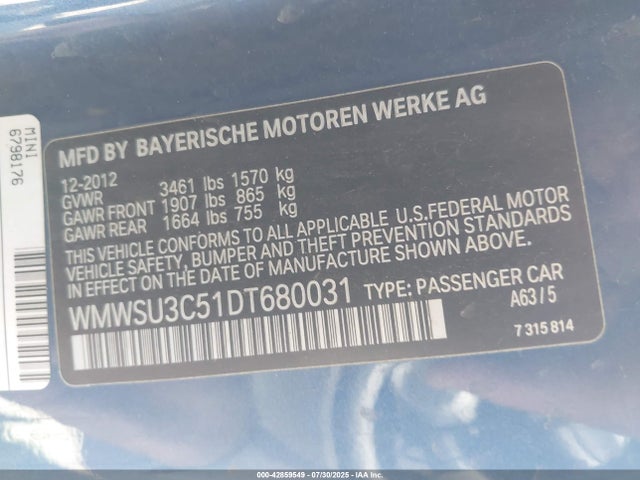 MINI
6798176
MFD BY BAYERISCHE MOTOREN WERKE AG
12-2012
GVWR 3461 lbs 1570 kg
GAWR FRONT 1907 lbs 865 kg
GAWR REAR 1664 lbs 755 kg
THIS VEHICLE CONFORMS TO ALL APPLICABLE U.S.FEDERAL MOTOR
VEHICLE SAFETY, BUMPER AND THEFT PREVENTION STANDARDS
IN EFFECT ON THE DATE OF MANUFACTURE SHOWN ABOVE.
WMWSU3C51DT680031 TYPE: PASSENGER CAR
A63 / 5
7 315 814
000-42859549 | 07/30/2025 - IAA Inc.